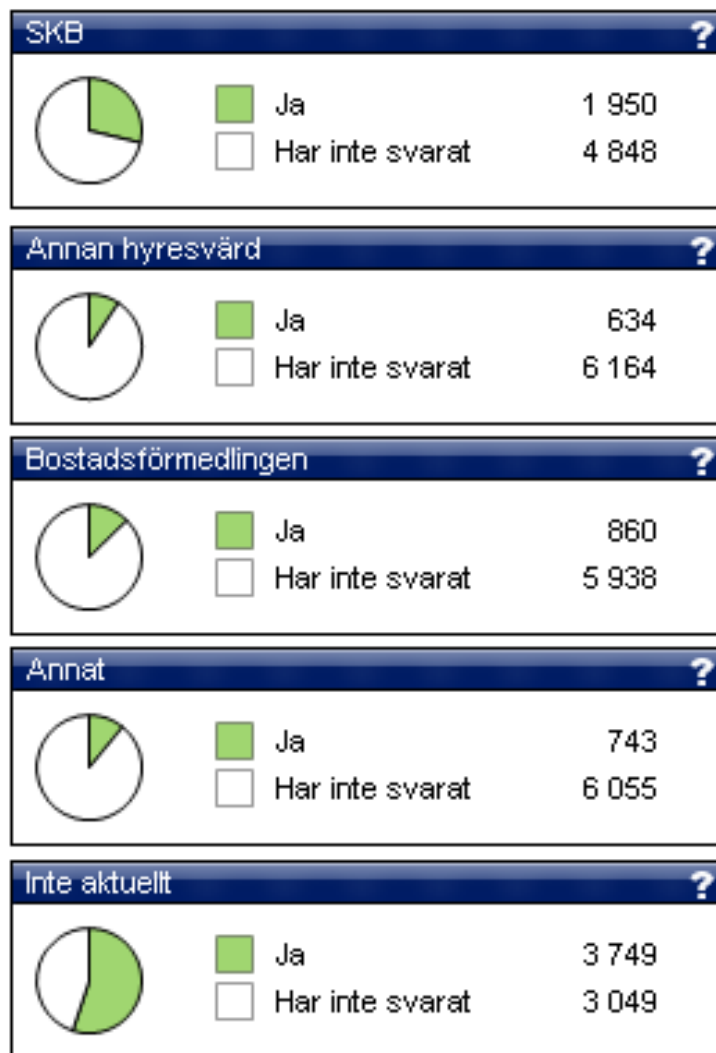 SKB ?
Ja 1 950
Har inte svarat 4 848
Annan hyresvärd ?
Ja 634
Har inte svarat 6 164
Bostadsförmedlingen ?
Ja 860
Har inte svarat 5 938
Annat ?
Ja 743
Har inte svarat 6 055
Inte aktuellt ?
Ja 3 749
Har inte svarat 3 049